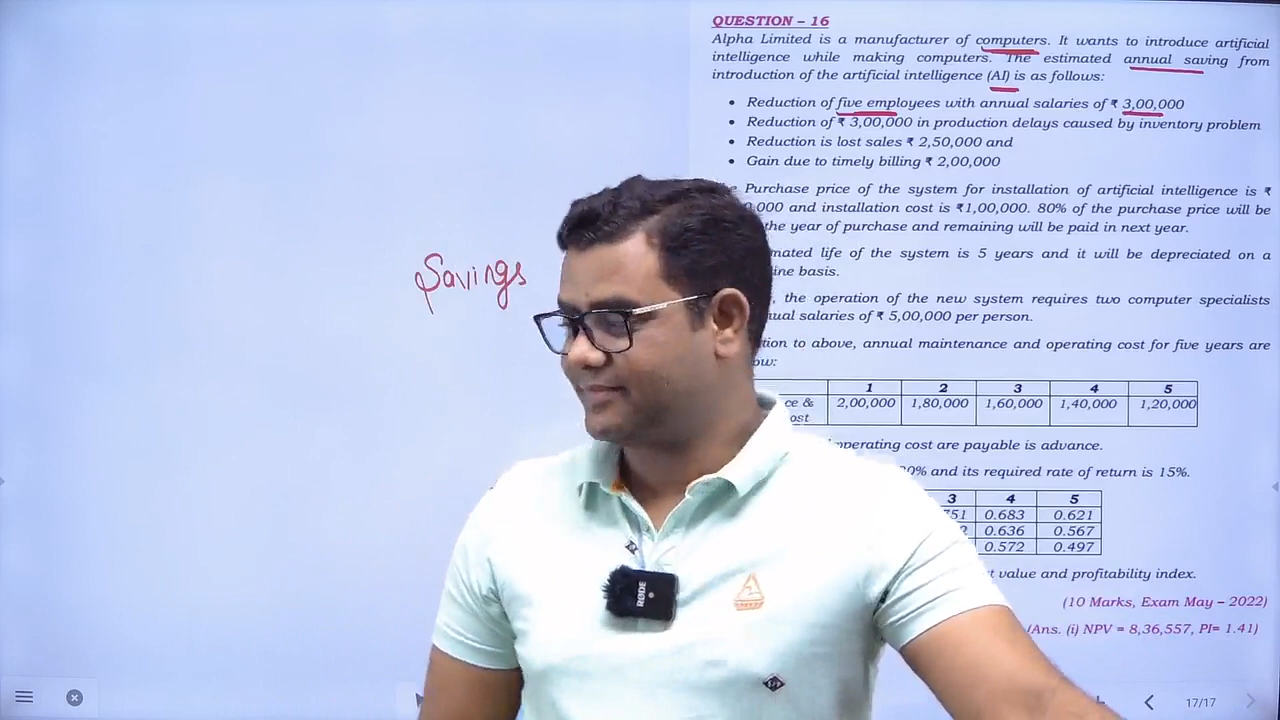 QUESTION – 16
Alpha Limited is a manufacturer of computers. It wants to introduce artificial
intelligence while making computers. The estimated annual saving from
introduction of the artificial intelligence (AI) is as follows:
• Reduction of five employees with annual salaries of ₹ 3,00,000
• Reduction of ₹ 3,00,000 in production delays caused by inventory problem
• Reduction is lost sales ₹ 2,50,000 and
• Gain due to timely billing ₹ 2,00,000
Purchase price of the system for installation of artificial intelligence is ₹
and installation cost is ₹1,00,000. 80% of the purchase price will be
the year of purchase and remaining will be paid in next year.
Savings
life of the system is 5 years and it will be depreciated on a
basis.
, the operation of the new system requires two computer specialists
salaries of ₹ 5,00,000 per person.
to above, annual maintenance and operating cost for five years are
1 2 3 4 5
& 2,00,000 1,80,000 1,60,000 1,40,000 1,20,000
operating cost are payable is advance.
and its required rate of return is 15%.
3 4 5
0.683 0.621
0.636 0.567
0.572 0.497
value and profitability index.
(10 Marks, Exam May – 2022)
(Ans. (i) NPV = 8,36,557, PI= 1.41)
RØDE
17/17